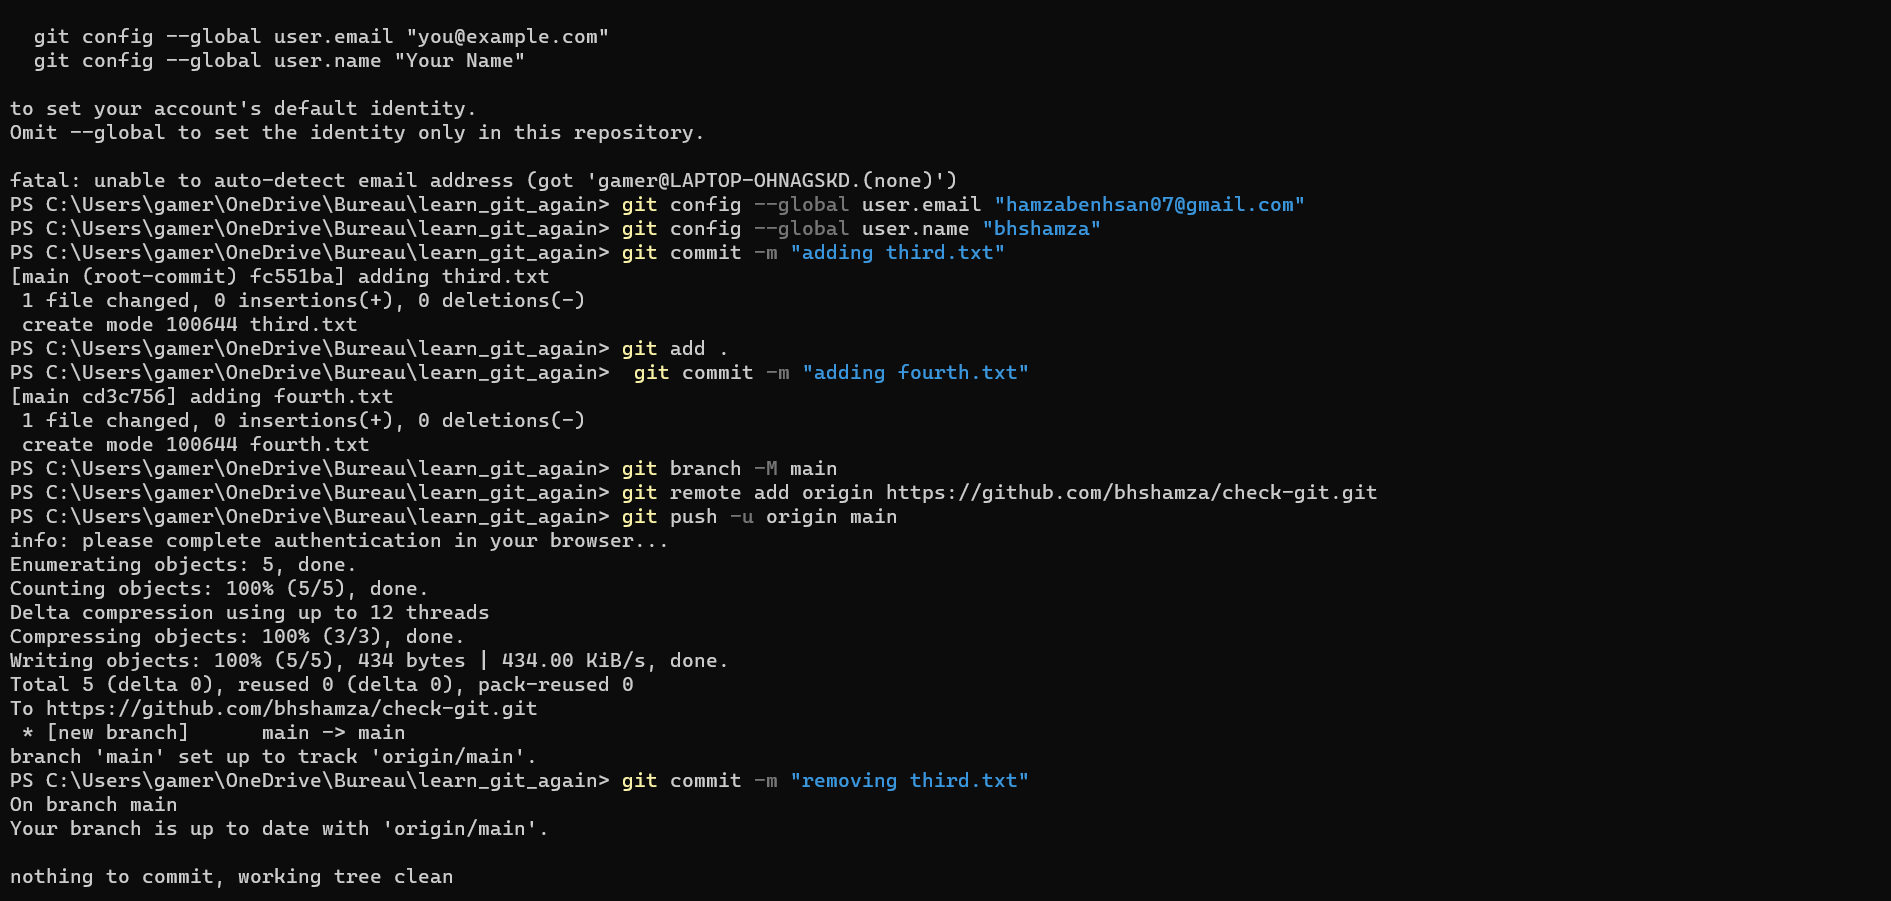 git config --global user.email "you@example.com"
git config --global user.name "Your Name"
to set your account's default identity.
Omit --global to set the identity only in this repository.
fatal: unable to auto-detect email address (got 'gamer@LAPTOP-OHNAGSKD.(none)')
PS C:\Users\gamer\OneDrive\Bureau\learn_git_again> git config --global user.email "hamzabenhsan07@gmail.com"
PS C:\Users\gamer\OneDrive\Bureau\learn_git_again> git config --global user.name "bhshamza"
PS C:\Users\gamer\OneDrive\Bureau\learn_git_again> git commit -m "adding third.txt"
[main (root-commit) fc551ba] adding third.txt
 1 file changed, 0 insertions(+), 0 deletions(-)
 create mode 100644 third.txt
PS C:\Users\gamer\OneDrive\Bureau\learn_git_again> git add .
PS C:\Users\gamer\OneDrive\Bureau\learn_git_again>  git commit -m "adding fourth.txt"
[main cd3c756] adding fourth.txt
 1 file changed, 0 insertions(+), 0 deletions(-)
 create mode 100644 fourth.txt
PS C:\Users\gamer\OneDrive\Bureau\learn_git_again> git branch -M main
PS C:\Users\gamer\OneDrive\Bureau\learn_git_again> git remote add origin https://github.com/bhshamza/check-git.git
PS C:\Users\gamer\OneDrive\Bureau\learn_git_again> git push -u origin main
info: please complete authentication in your browser...
Enumerating objects: 5, done.
Counting objects: 100% (5/5), done.
Delta compression using up to 12 threads
Compressing objects: 100% (3/3), done.
Writing objects: 100% (5/5), 434 bytes | 434.00 KiB/s, done.
Total 5 (delta 0), reused 0 (delta 0), pack-reused 0
To https://github.com/bhshamza/check-git.git
 * [new branch]      main -> main
branch 'main' set up to track 'origin/main'.
PS C:\Users\gamer\OneDrive\Bureau\learn_git_again> git commit -m "removing third.txt"
On branch main
Your branch is up to date with 'origin/main'.
nothing to commit, working tree clean